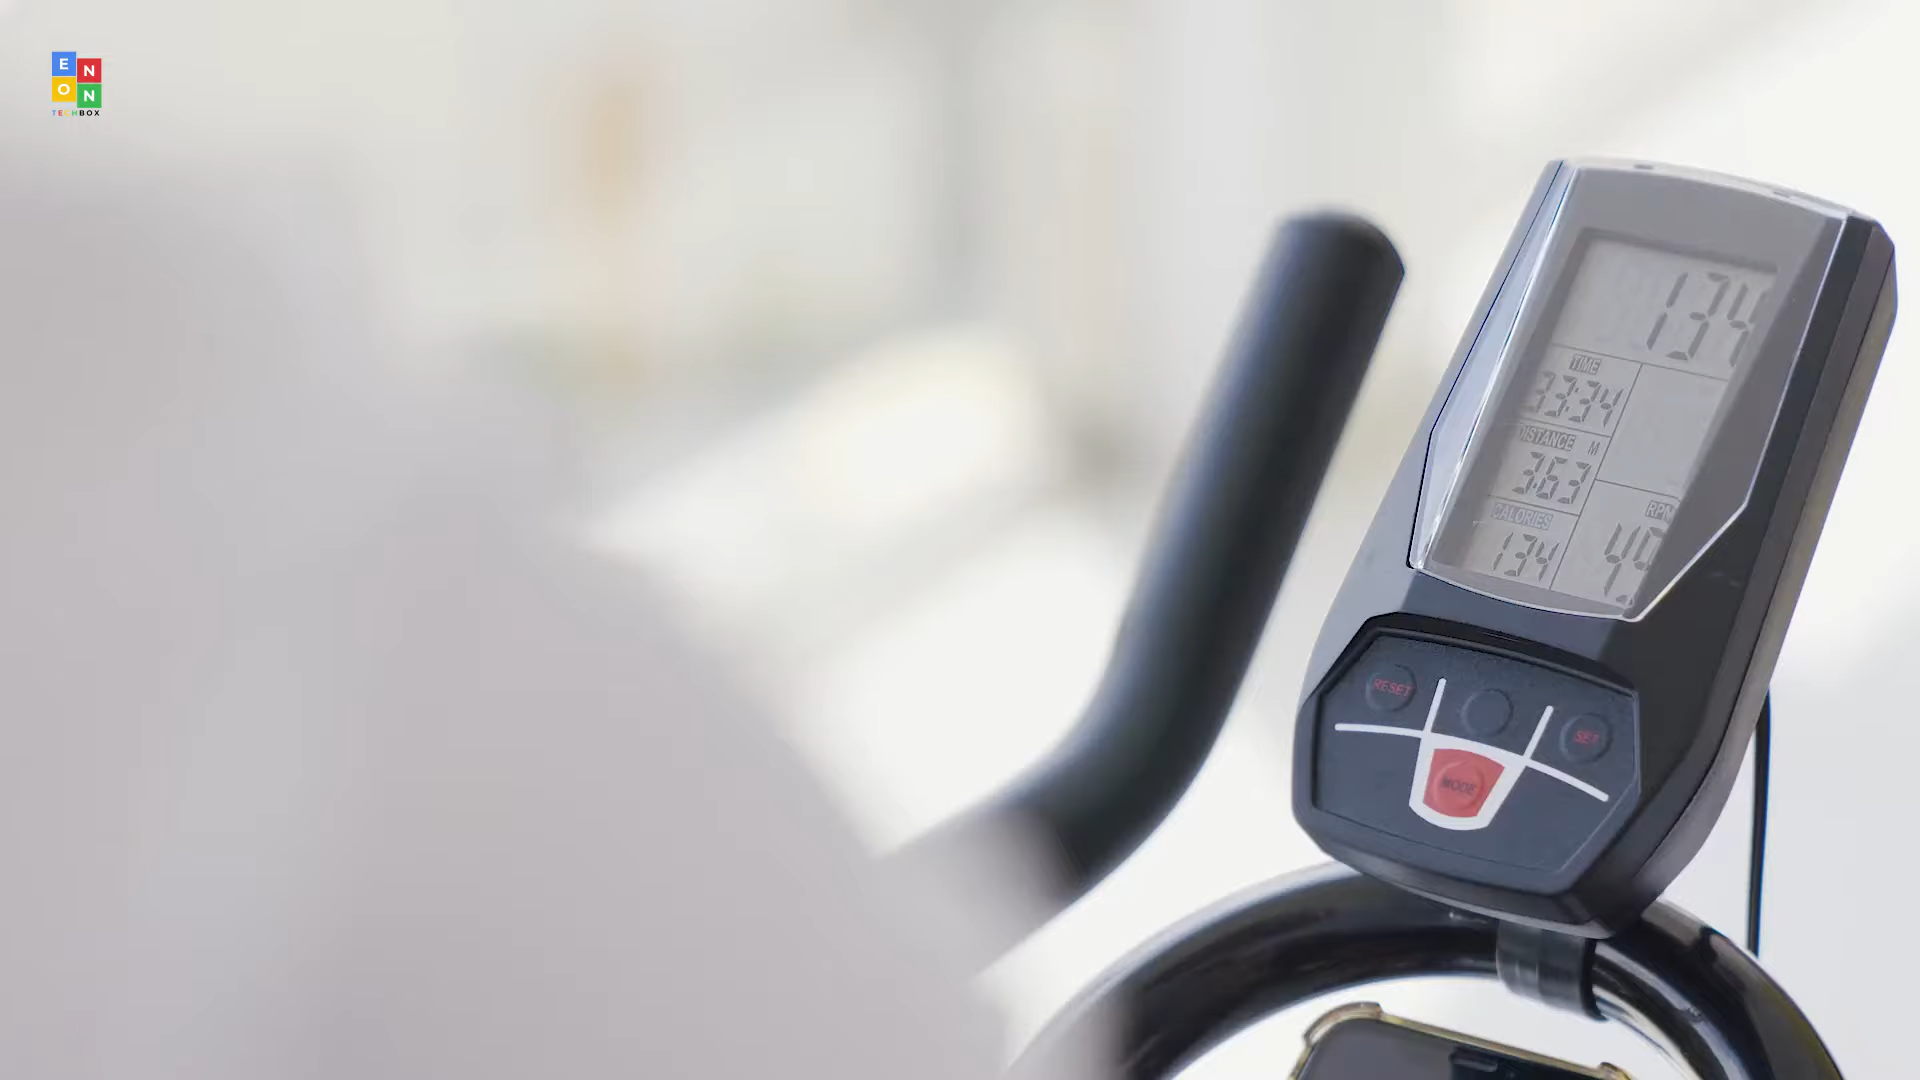 E N
O N
TECHBOX
134
TIME
33:34
DISTANCE M
3.63
CALORIES
134
RPM
RESET
SET
MODE